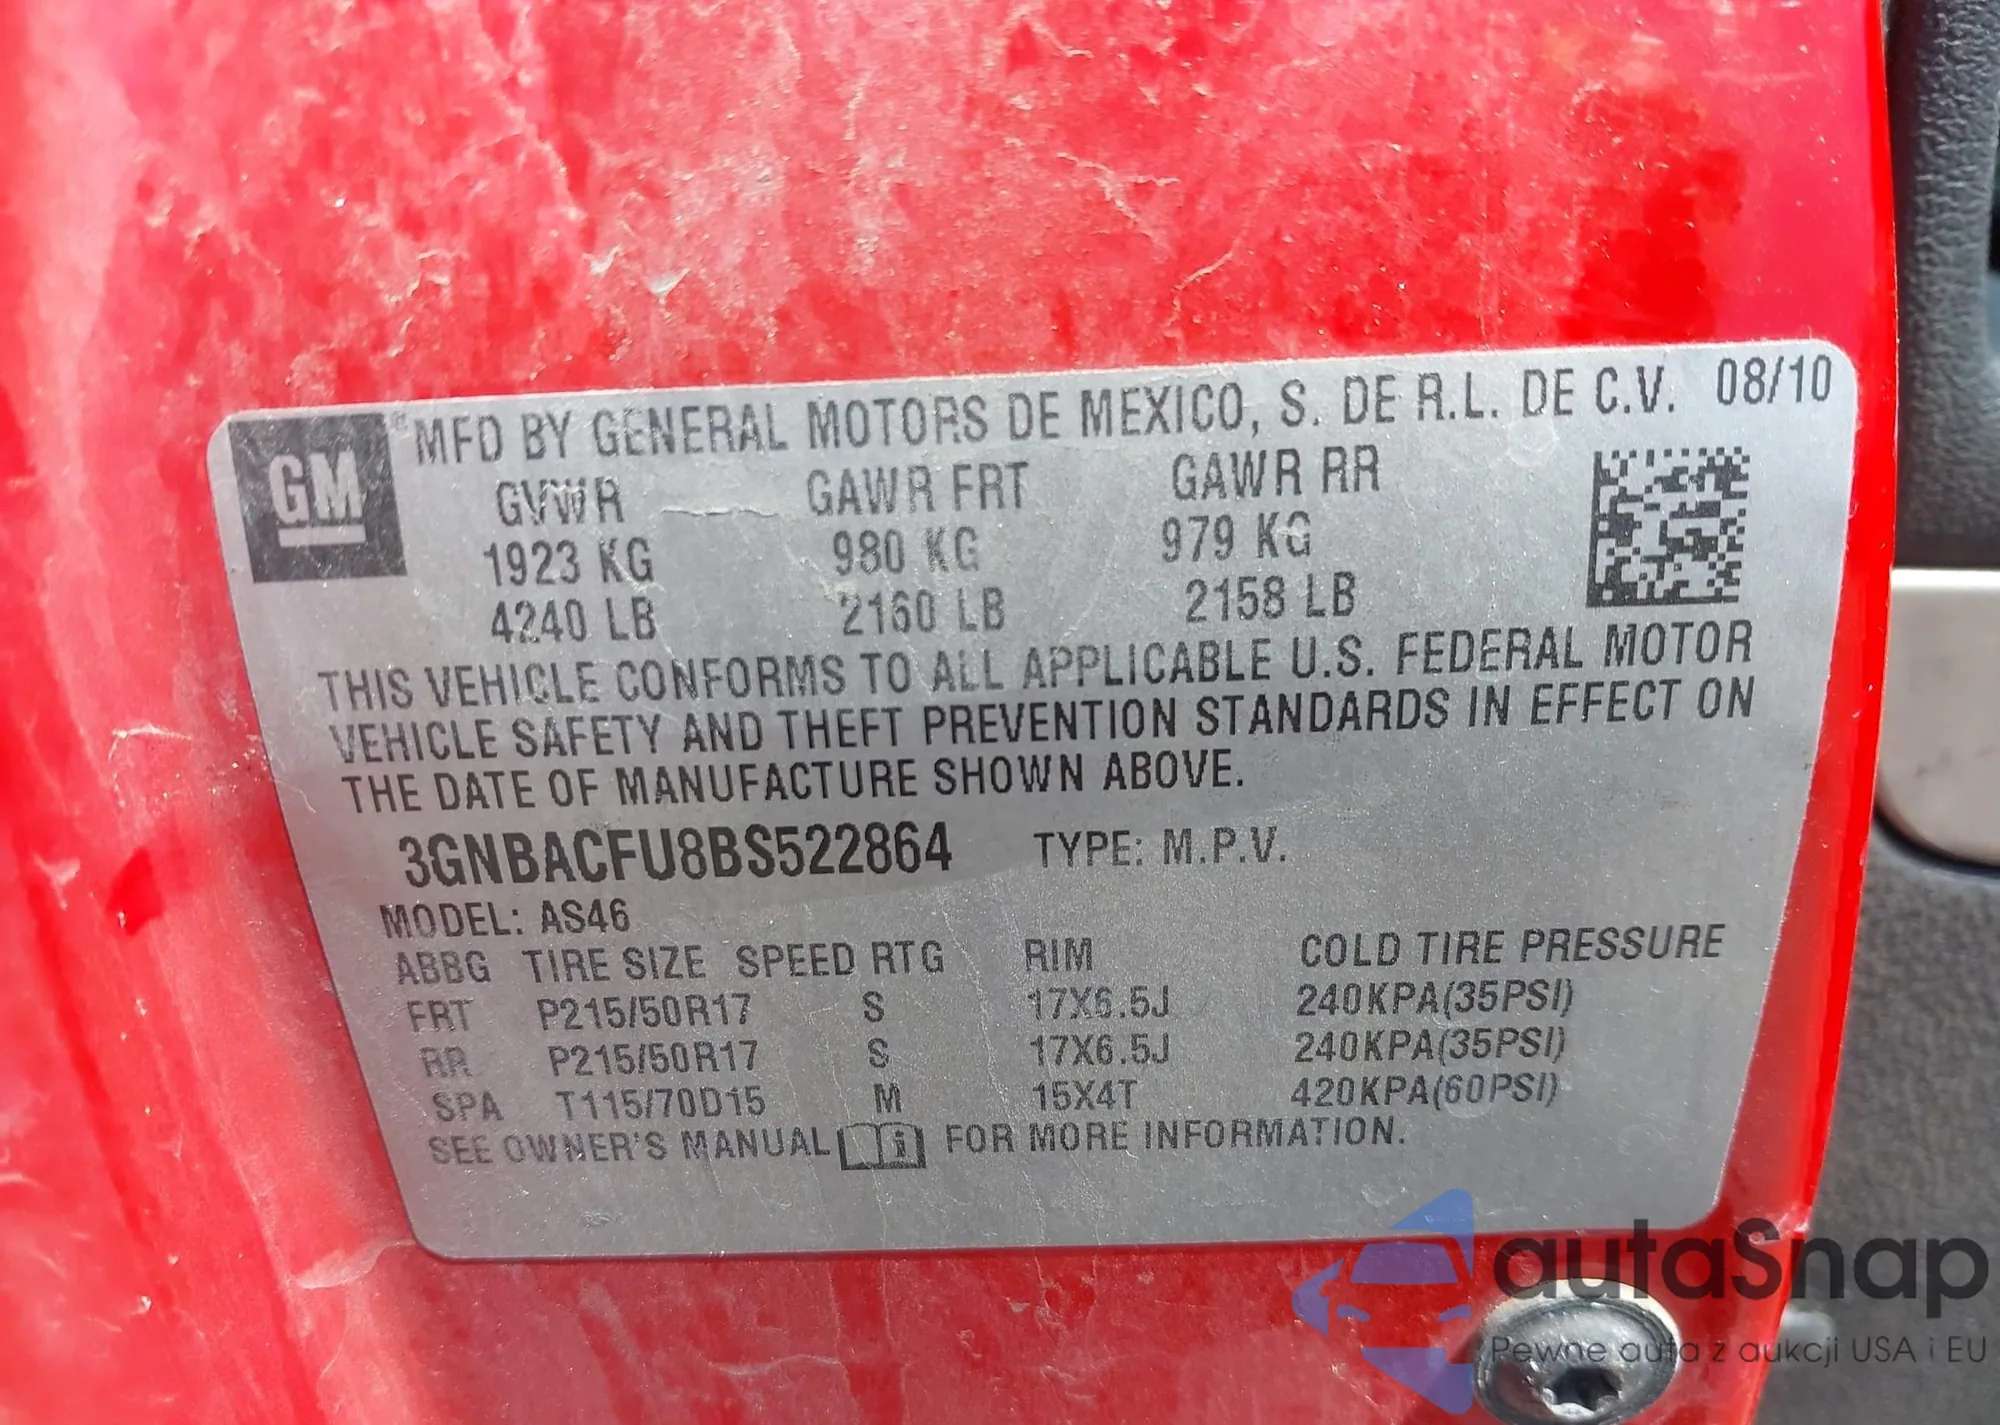 GM
MFD BY GENERAL MOTORS DE MEXICO, S. DE R.L. DE C.V. 08/10
GVWR GAWR FRT GAWR RR
1923 KG 980 KG 979 KG
4240 LB 2160 LB 2158 LB
THIS VEHICLE CONFORMS TO ALL APPLICABLE U.S. FEDERAL MOTOR
VEHICLE SAFETY AND THEFT PREVENTION STANDARDS IN EFFECT ON
THE DATE OF MANUFACTURE SHOWN ABOVE.
3GNBACFU8BS522864 TYPE: M.P.V.
MODEL: AS46
ABBG TIRE SIZE SPEED RTG RIM COLD TIRE PRESSURE
FRT P215/50R17 S 17X6.5J 240KPA(35PSI)
RR P215/50R17 S 17X6.5J 240KPA(35PSI)
SPA T115/70D15 M 15X4T 420KPA(60PSI)
SEE OWNER'S MANUAL i FOR MORE INFORMATION.
autaSnap
Pewne auta z aukcji USA i EU